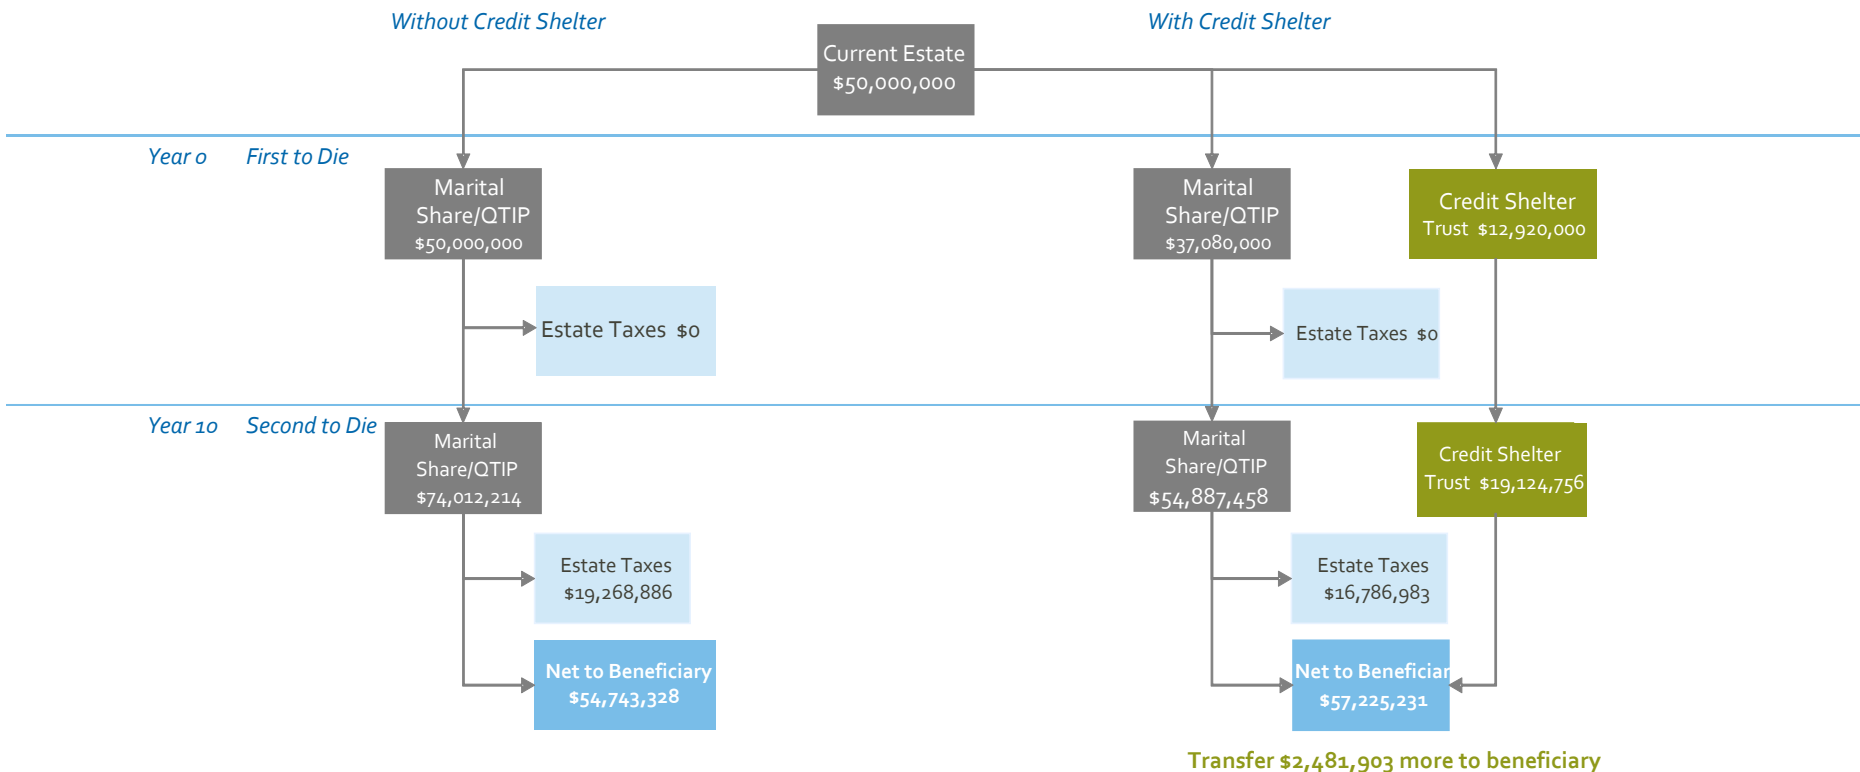 Without Credit Shelter
With Credit Shelter
Current Estate
$50,000,000
Year 0 First to Die
Marital
Share/QTIP
$50,000,000
Marital
Share/QTIP
$37,080,000
Credit Shelter
Trust $12,920,000
Estate Taxes $0
Estate Taxes $0
Year 10 Second to Die
Marital
Share/QTIP
$74,012,214
Marital
Share/QTIP
$54,887,458
Credit Shelter
Trust $19,124,756
Estate Taxes
$19,268,886
Estate Taxes
$16,786,983
Net to Beneficiary
$54,743,328
Net to Beneficiar
$57,225,231
Transfer $2,481,903 more to beneficiary